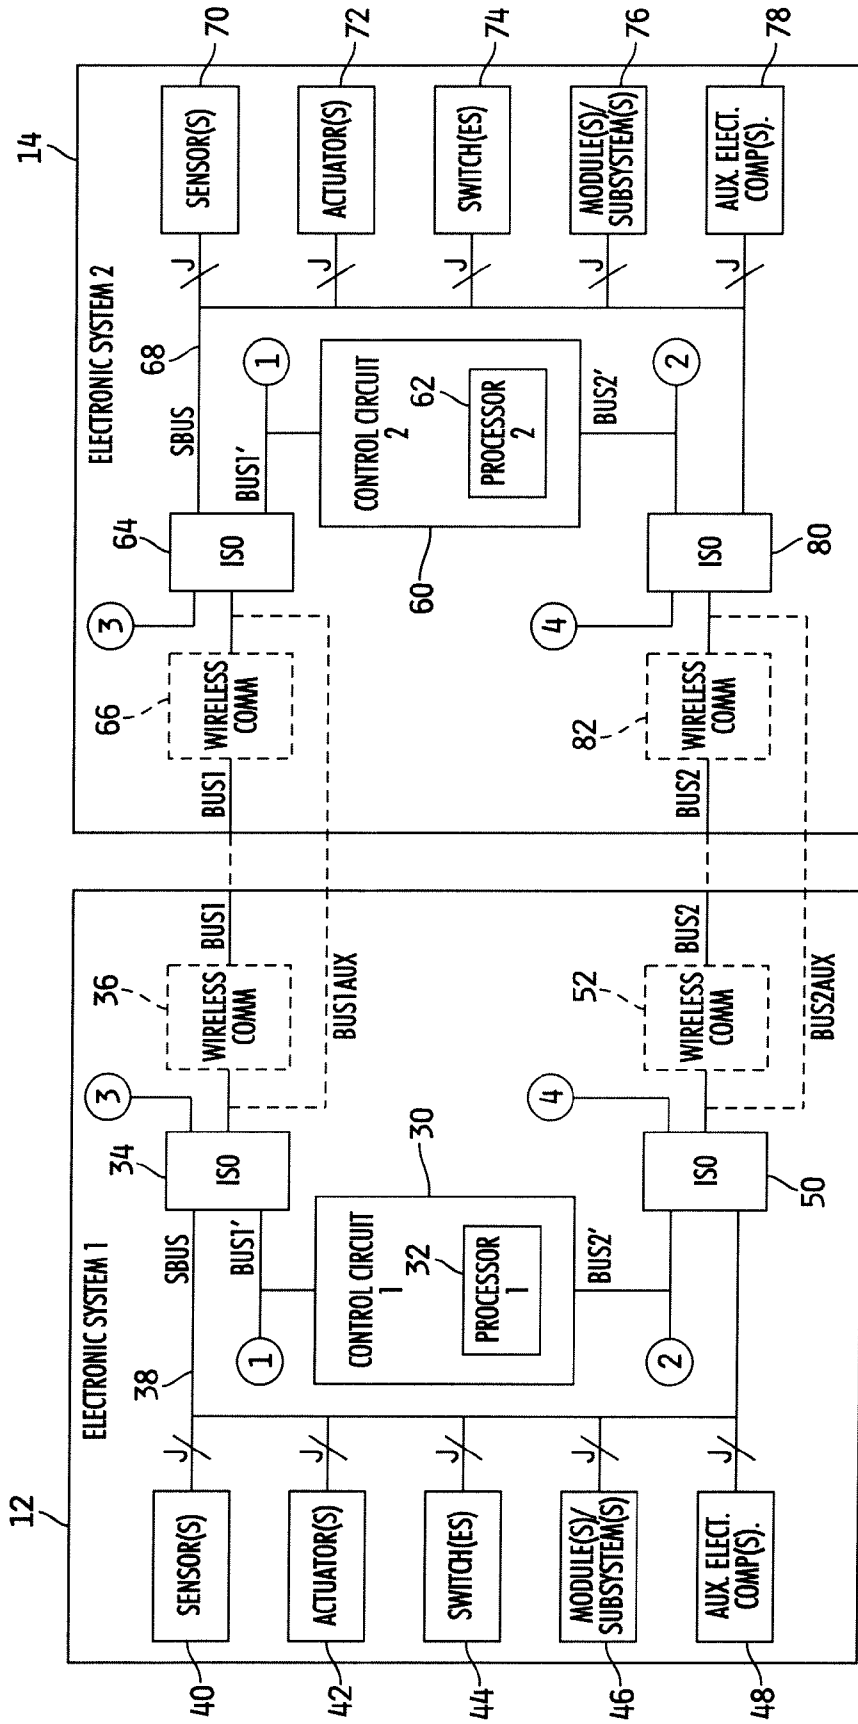 12
ELECTRONIC SYSTEM 1
40
SENSOR(S)
J
38
SBUS
BUS1'
1
34
ISO
3
36
WIRELESS
COMM
BUS1
BUS1AUX
42
ACTUATOR(S)
J
CONTROL CIRCUIT
1
30
32
PROCESSOR
1
44
SWITCH(ES)
J
BUS2'
2
46
MODULE(S)/
SUBSYSTEM(S)
J
48
AUX. ELECT.
COMP(S).
J
4
ISO
50
52
WIRELESS
COMM
BUS2
BUS2AUX
14
ELECTRONIC SYSTEM 2
BUS1
66
WIRELESS
COMM
3
64
ISO
SBUS
68
BUS1'
1
J
SENSOR(S)
70
J
ACTUATOR(S)
72
CONTROL CIRCUIT
2
60
62
PROCESSOR
2
J
SWITCH(ES)
74
BUS2'
2
J
MODULE(S)/
SUBSYSTEM(S)
76
BUS2
82
WIRELESS
COMM
4
ISO
80
J
AUX. ELECT.
COMP(S).
78